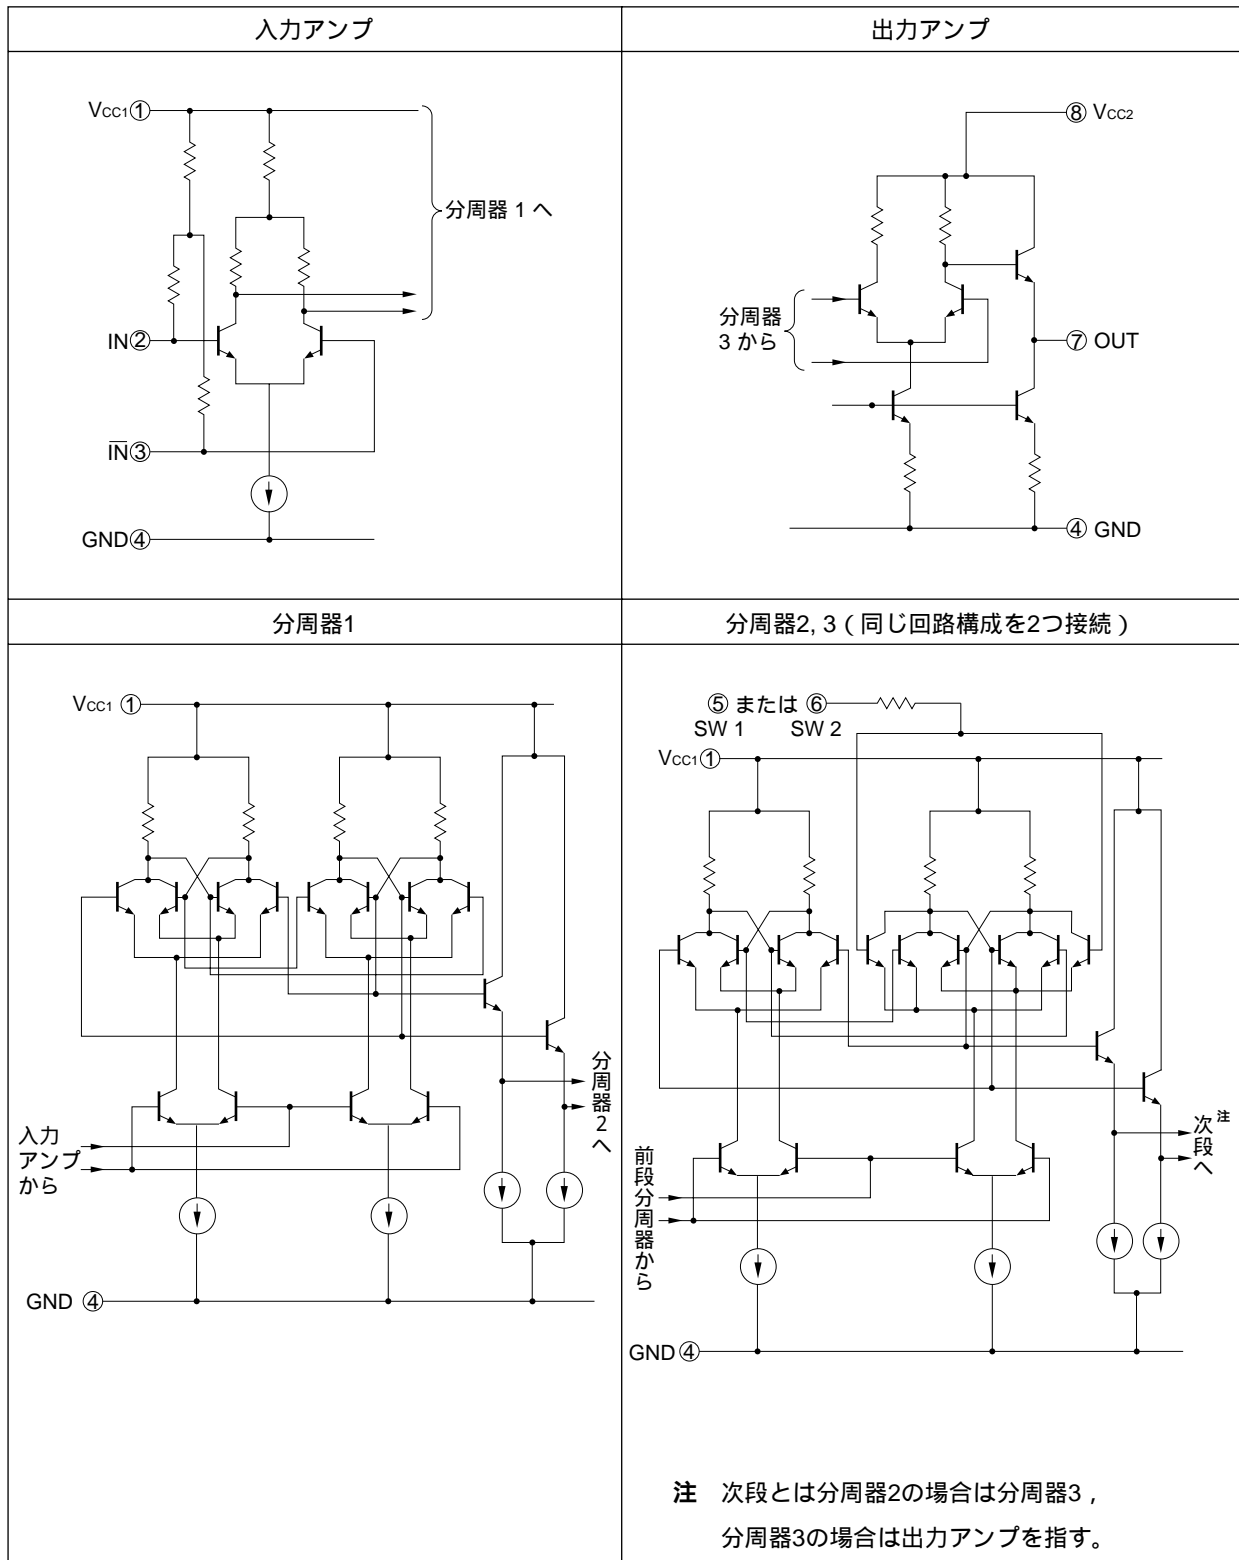 入力アンプ
出力アンプ
VCC1①
分周器 1 へ
IN②
I̅N̅③
GND④
⑧ VCC2
分周器
3 から
⑦ OUT
④ GND
分周器1
分周器2, 3 ( 同じ回路構成を2つ接続 )
VCC1 ①
分周器2へ
入力
アンプ
から
GND ④
⑤ または ⑥
SW 1 SW 2
VCC1①
前段分周器から
次段へ注
GND④
注 次段とは分周器2の場合は分周器3，
分周器3の場合は出力アンプを指す。